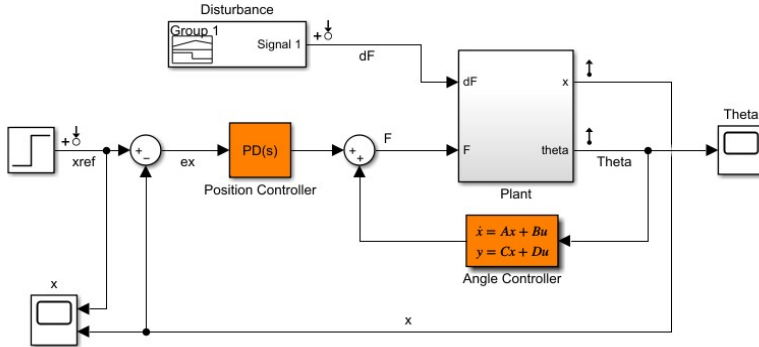 Disturbance
Group 1
Signal 1
+
dF
dF
x
F
theta
Plant
Theta
Theta
+
xref
+
−
ex
PD(s)
Position Controller
+
+
F
ẋ = Ax + Bu
y = Cx + Du
Angle Controller
x
x